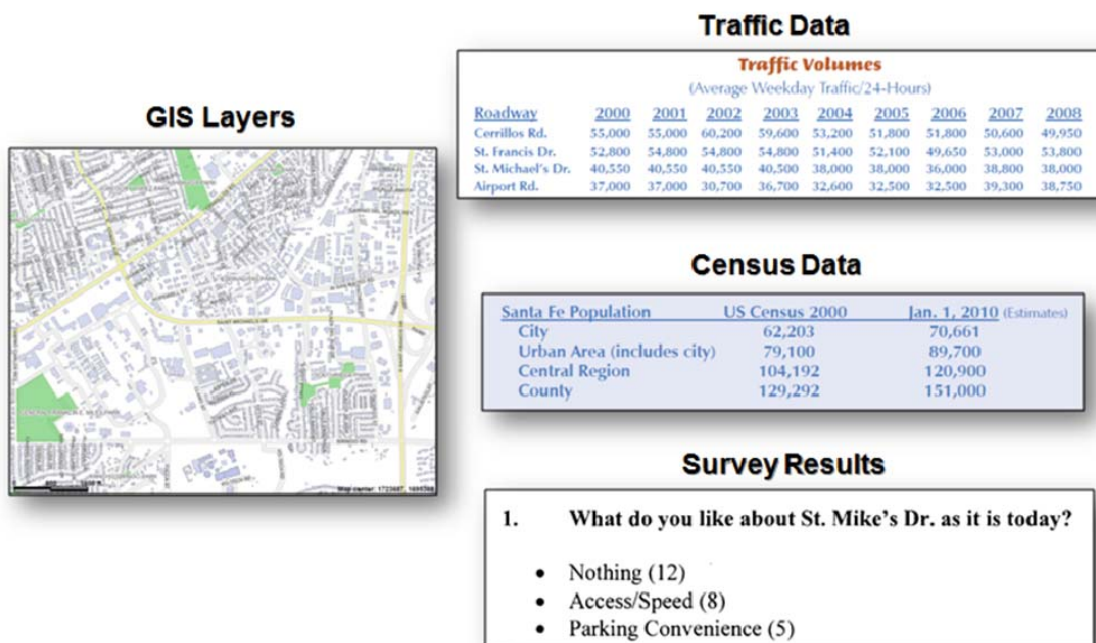 GIS Layers
Traffic Data
Traffic Volumes
(Average Weekday Traffic/24-Hours)
Roadway 2000 2001 2002 2003 2004 2005 2006 2007 2008
Cerrillos Rd. 55,000 55,000 60,200 59,600 53,200 51,800 51,800 50,600 49,950
St. Francis Dr. 52,800 54,800 54,800 54,800 51,400 52,100 49,650 53,000 53,800
St. Michael's Dr. 40,550 40,550 40,550 40,500 38,000 38,000 36,000 38,800 38,000
Airport Rd. 37,000 37,000 30,700 36,700 32,600 32,500 32,500 39,300 38,750
Census Data
Santa Fe Population US Census 2000 Jan. 1, 2010 (Estimates)
City 62,203 70,661
Urban Area (includes city) 79,100 89,700
Central Region 104,192 120,900
County 129,292 151,000
Survey Results
1. What do you like about St. Mike's Dr. as it is today?
• Nothing (12)
• Access/Speed (8)
• Parking Convenience (5)